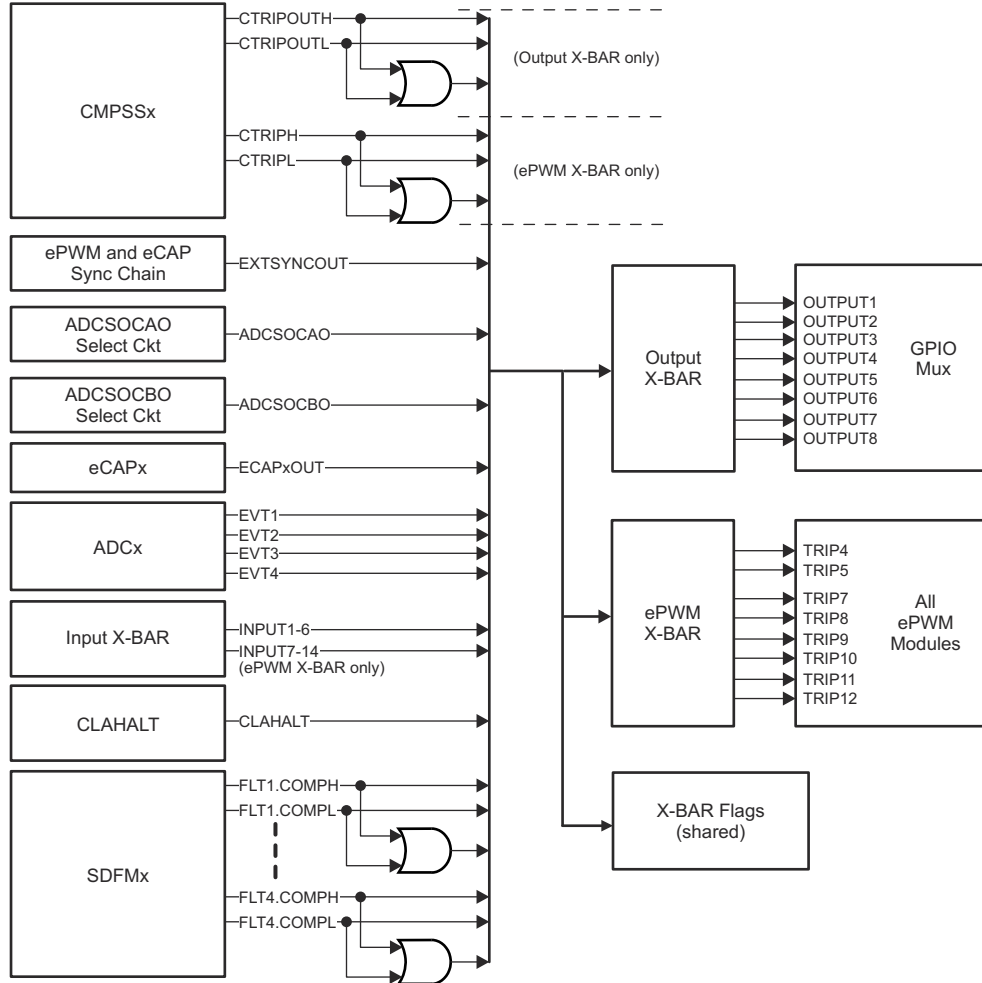 CMPSSx
CTRIPOUTH
CTRIPOUTL
(Output X-BAR only)
CTRIPH
CTRIPL
(ePWM X-BAR only)
ePWM and eCAP
Sync Chain
EXTSYNCOUT
ADCSOCAO
Select Ckt
ADCSOCAO
ADCSOCBO
Select Ckt
ADCSOCBO
eCAPx
ECAPxOUT
ADCx
EVT1
EVT2
EVT3
EVT4
Input X-BAR
INPUT1-6
INPUT7-14
(ePWM X-BAR only)
CLAHALT
CLAHALT
SDFMx
FLT1.COMPH
FLT1.COMPL
FLT4.COMPH
FLT4.COMPL
Output
X-BAR
OUTPUT1
OUTPUT2
OUTPUT3
OUTPUT4
OUTPUT5
OUTPUT6
OUTPUT7
OUTPUT8
GPIO
Mux
ePWM
X-BAR
TRIP4
TRIP5
TRIP7
TRIP8
TRIP9
TRIP10
TRIP11
TRIP12
All
ePWM
Modules
X-BAR Flags
(shared)